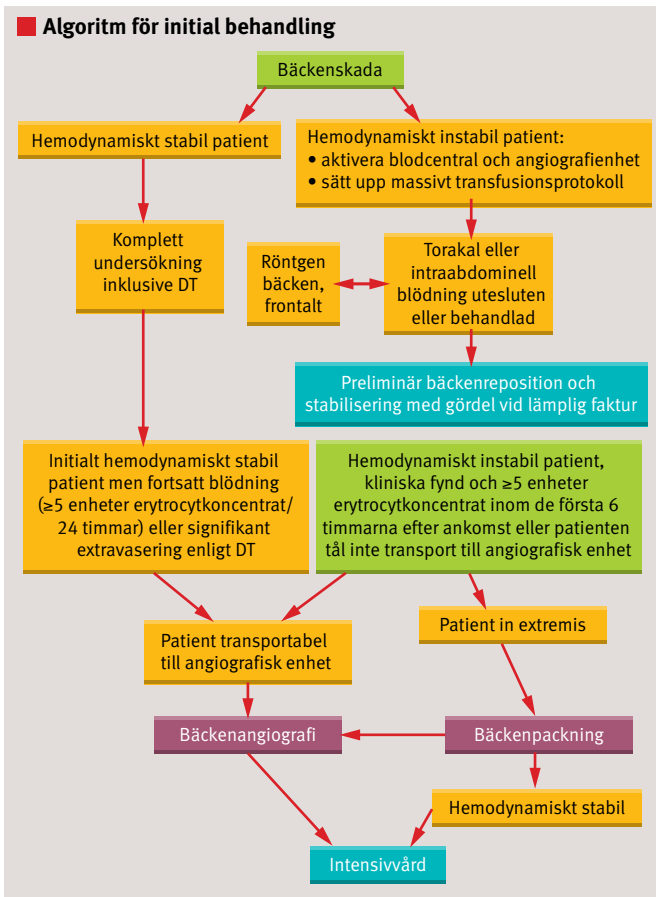 Algoritm för initial behandling
Bäckenskada
Hemodynamiskt stabil patient
Hemodynamiskt instabil patient:
• aktivera blodcentral och angiografienhet
• sätt upp massivt transfusionsprotokoll
Komplett
undersökning
inklusive DT
Röntgen
bäcken,
frontalt
Torakal eller
intraabdominell
blödning utesluten
eller behandlad
Preliminär bäckenreposition och
stabilisering med gördel vid lämplig faktur
Initialt hemodynamiskt stabil
patient men fortsatt blödning
(≥5 enheter erytrocytkoncentrat/
24 timmar) eller signifikant
extravasering enligt DT
Hemodynamiskt instabil patient,
kliniska fynd och ≥5 enheter
erytrocytkoncentrat inom de första 6
timmarna efter ankomst eller patienten
tål inte transport till angiografisk enhet
Patient transportabel
till angiografisk enhet
Patient in extremis
Bäckenangiografi
Bäckenpackning
Hemodynamiskt stabil
Intensivvård